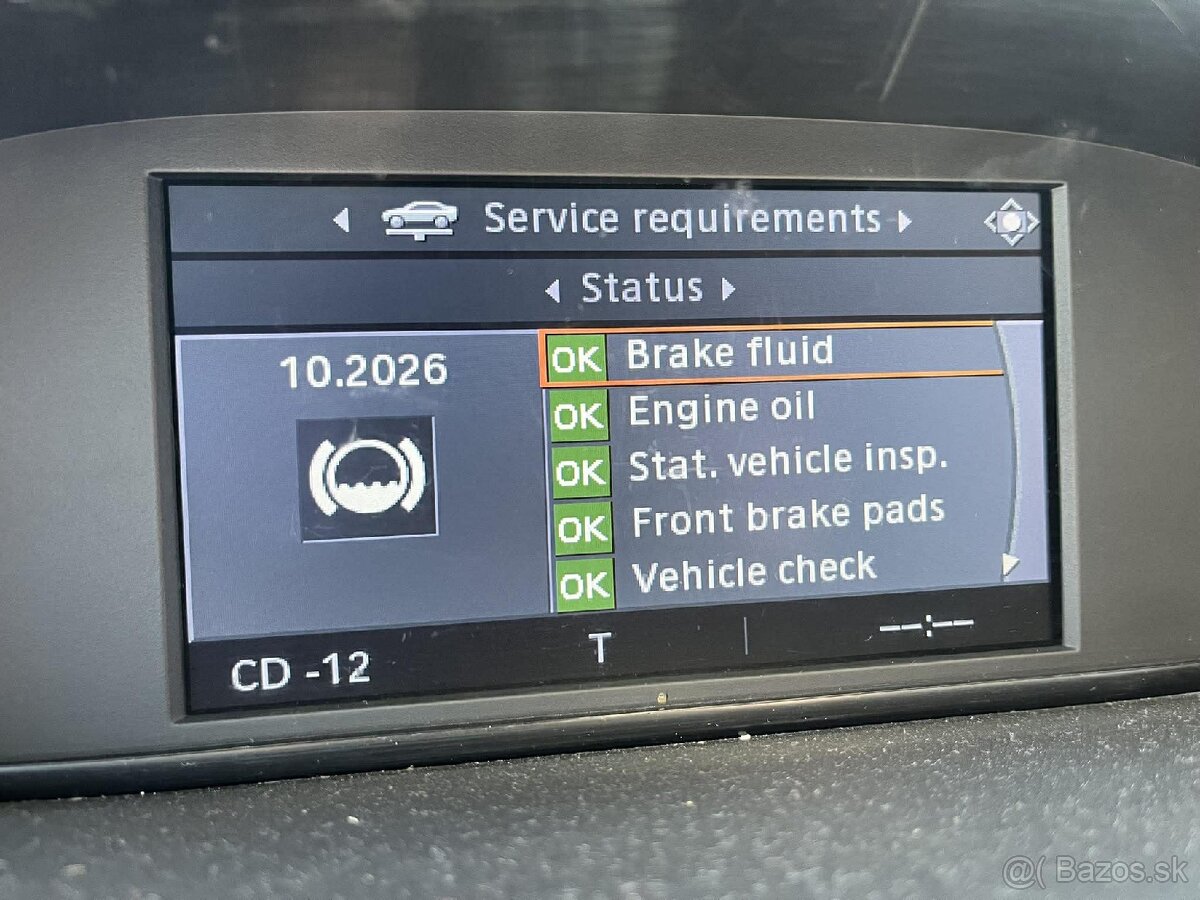 Service requirements
Status
10.2026
OK Brake fluid
OK Engine oil
OK Stat. vehicle insp.
OK Front brake pads
OK Vehicle check
CD -12
T
--:--
@( Bazos.sk